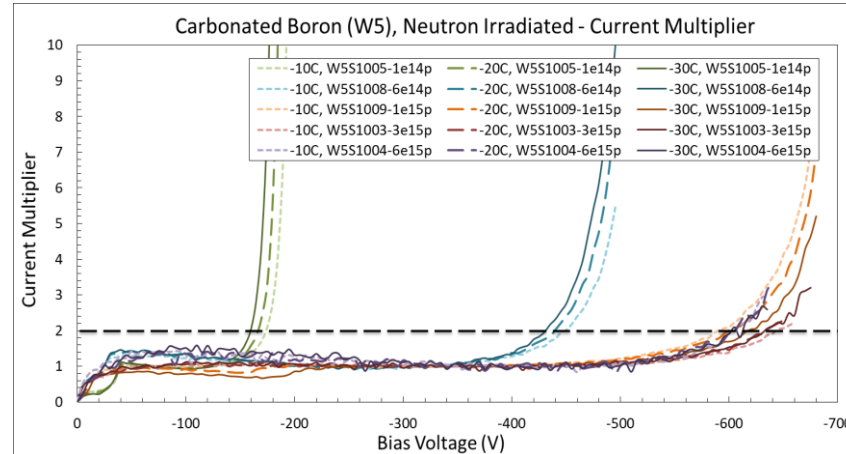 Carbonated Boron (W5), Neutron Irradiated - Current Multiplier
10
9
8
7
6
5
4
3
2
1
0
Current Multiplier
-10C, W5S1005-1e14p -20C, W5S1005-1e14p -30C, W5S1005-1e14p
-10C, W5S1008-6e14p -20C, W5S1008-6e14p -30C, W5S1008-6e14p
-10C, W5S1009-1e15p -20C, W5S1009-1e15p -30C, W5S1009-1e15p
-10C, W5S1003-3e15p -20C, W5S1003-3e15p -30C, W5S1003-3e15p
-10C, W5S1004-6e15p -20C, W5S1004-6e15p -30C, W5S1004-6e15p
0 -100 -200 -300 -400 -500 -600 -700
Bias Voltage (V)